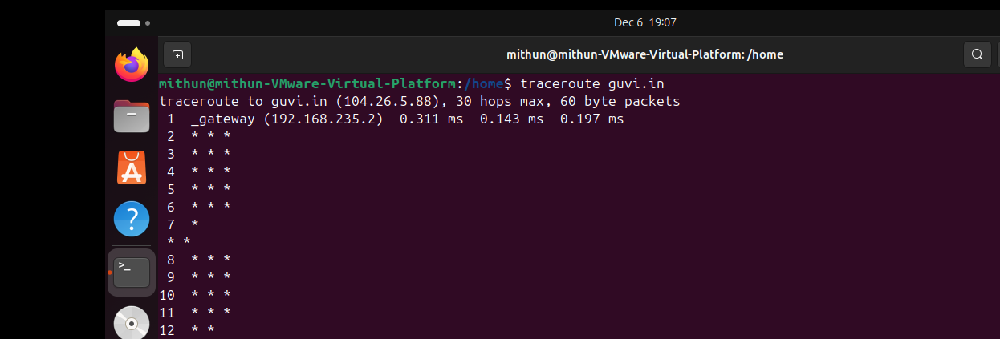 Dec 6 19:07
mithun@mithun-VMware-Virtual-Platform: /home
mithun@mithun-VMware-Virtual-Platform:/home$ traceroute guvi.in
traceroute to guvi.in (104.26.5.88), 30 hops max, 60 byte packets
1 _gateway (192.168.235.2) 0.311 ms 0.143 ms 0.197 ms
2 * * *
3 * * *
4 * * *
5 * * *
6 * * *
7 *
* *
8 * * *
9 * * *
10 * * *
11 * * *
12 * *